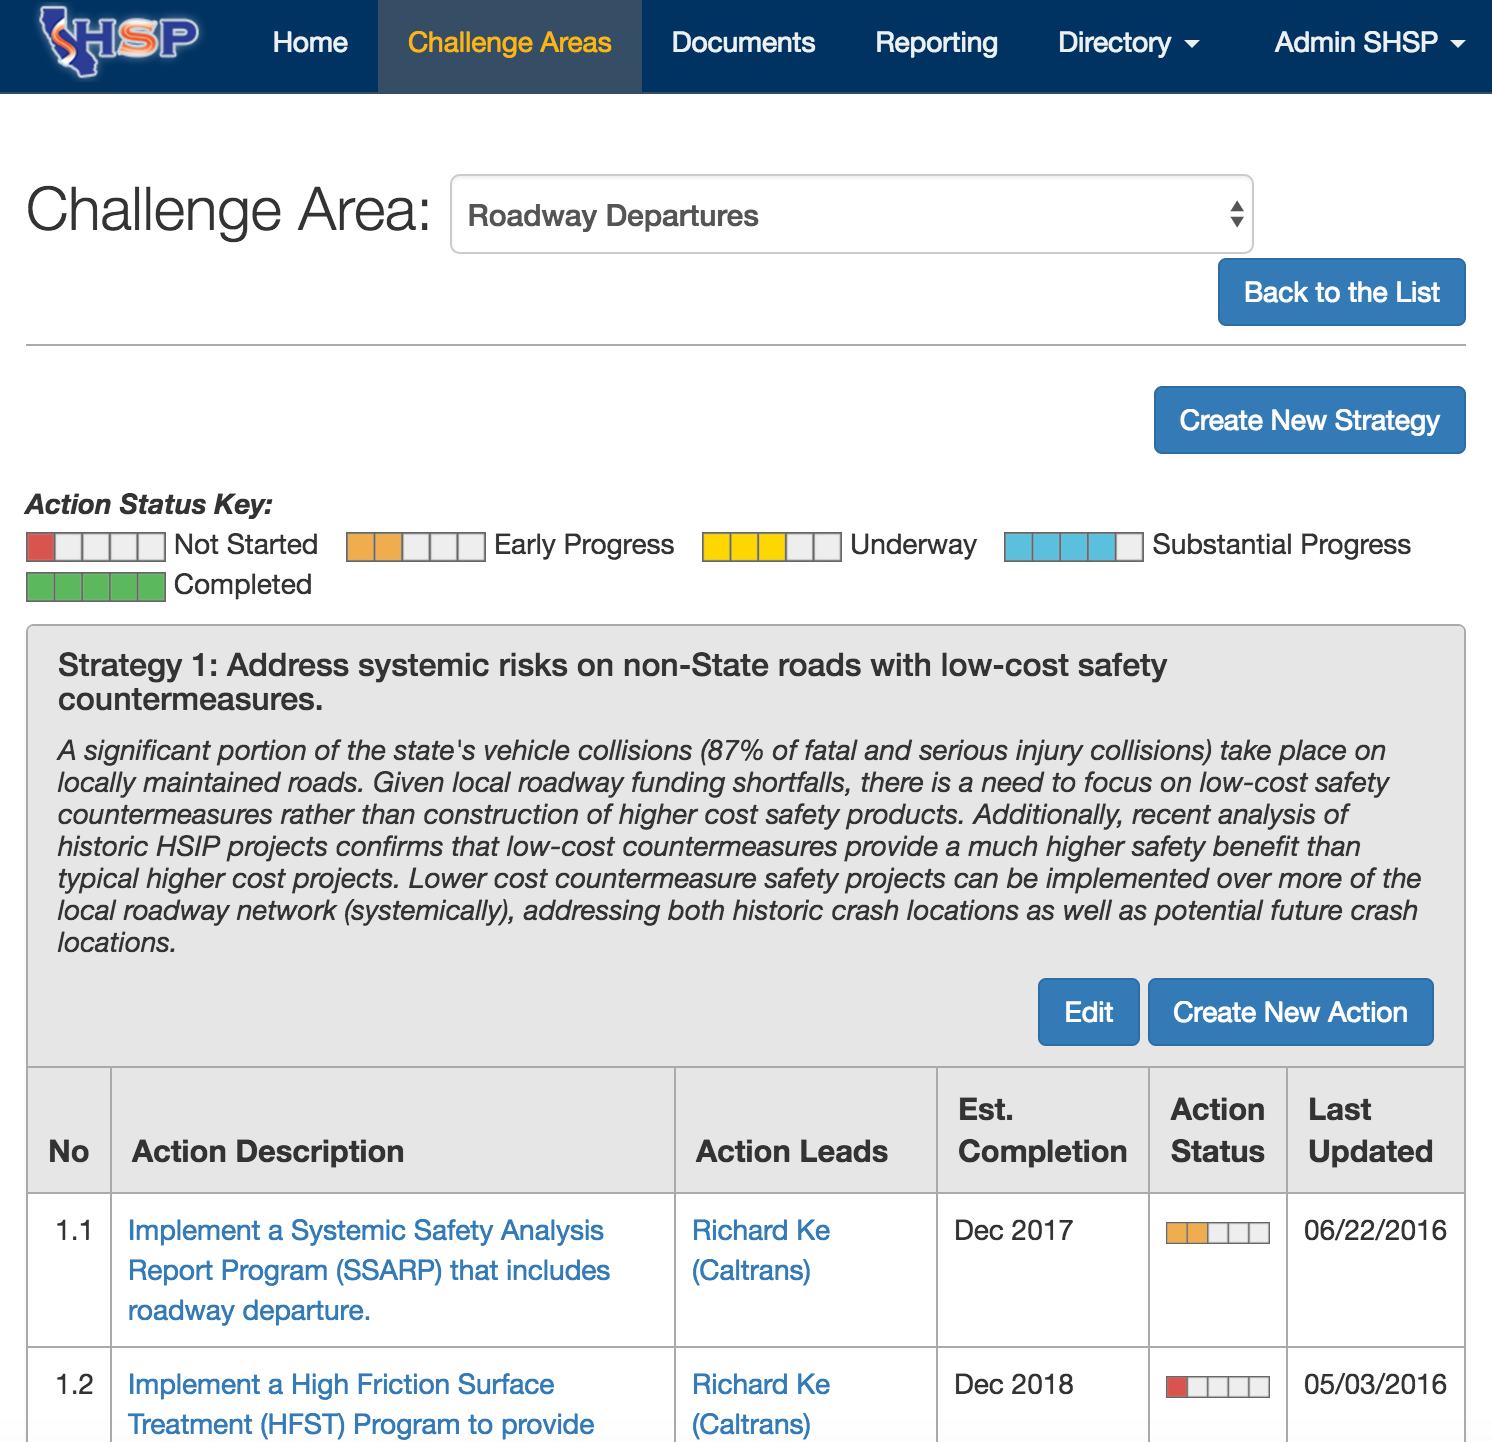 SHSP Home Challenge Areas Documents Reporting Directory Admin SHSP
Challenge Area: Roadway Departures
Back to the List
Create New Strategy
Action Status Key:
Not Started Early Progress Underway Substantial Progress
Completed
Strategy 1: Address systemic risks on non-State roads with low-cost safety
countermeasures.
A significant portion of the state's vehicle collisions (87% of fatal and serious injury collisions) take place on
locally maintained roads. Given local roadway funding shortfalls, there is a need to focus on low-cost safety
countermeasures rather than construction of higher cost safety products. Additionally, recent analysis of
historic HSIP projects confirms that low-cost countermeasures provide a much higher safety benefit than
typical higher cost projects. Lower cost countermeasure safety projects can be implemented over more of the
local roadway network (systemically), addressing both historic crash locations as well as potential future crash
locations.
Edit Create New Action
No Action Description Action Leads Est. Completion Action Status Last Updated
1.1 Implement a Systemic Safety Analysis Richard Ke Dec 2017 06/22/2016
Report Program (SSARP) that includes (Caltrans)
roadway departure.
1.2 Implement a High Friction Surface Richard Ke Dec 2018 05/03/2016
Treatment (HFST) Program to provide (Caltrans)